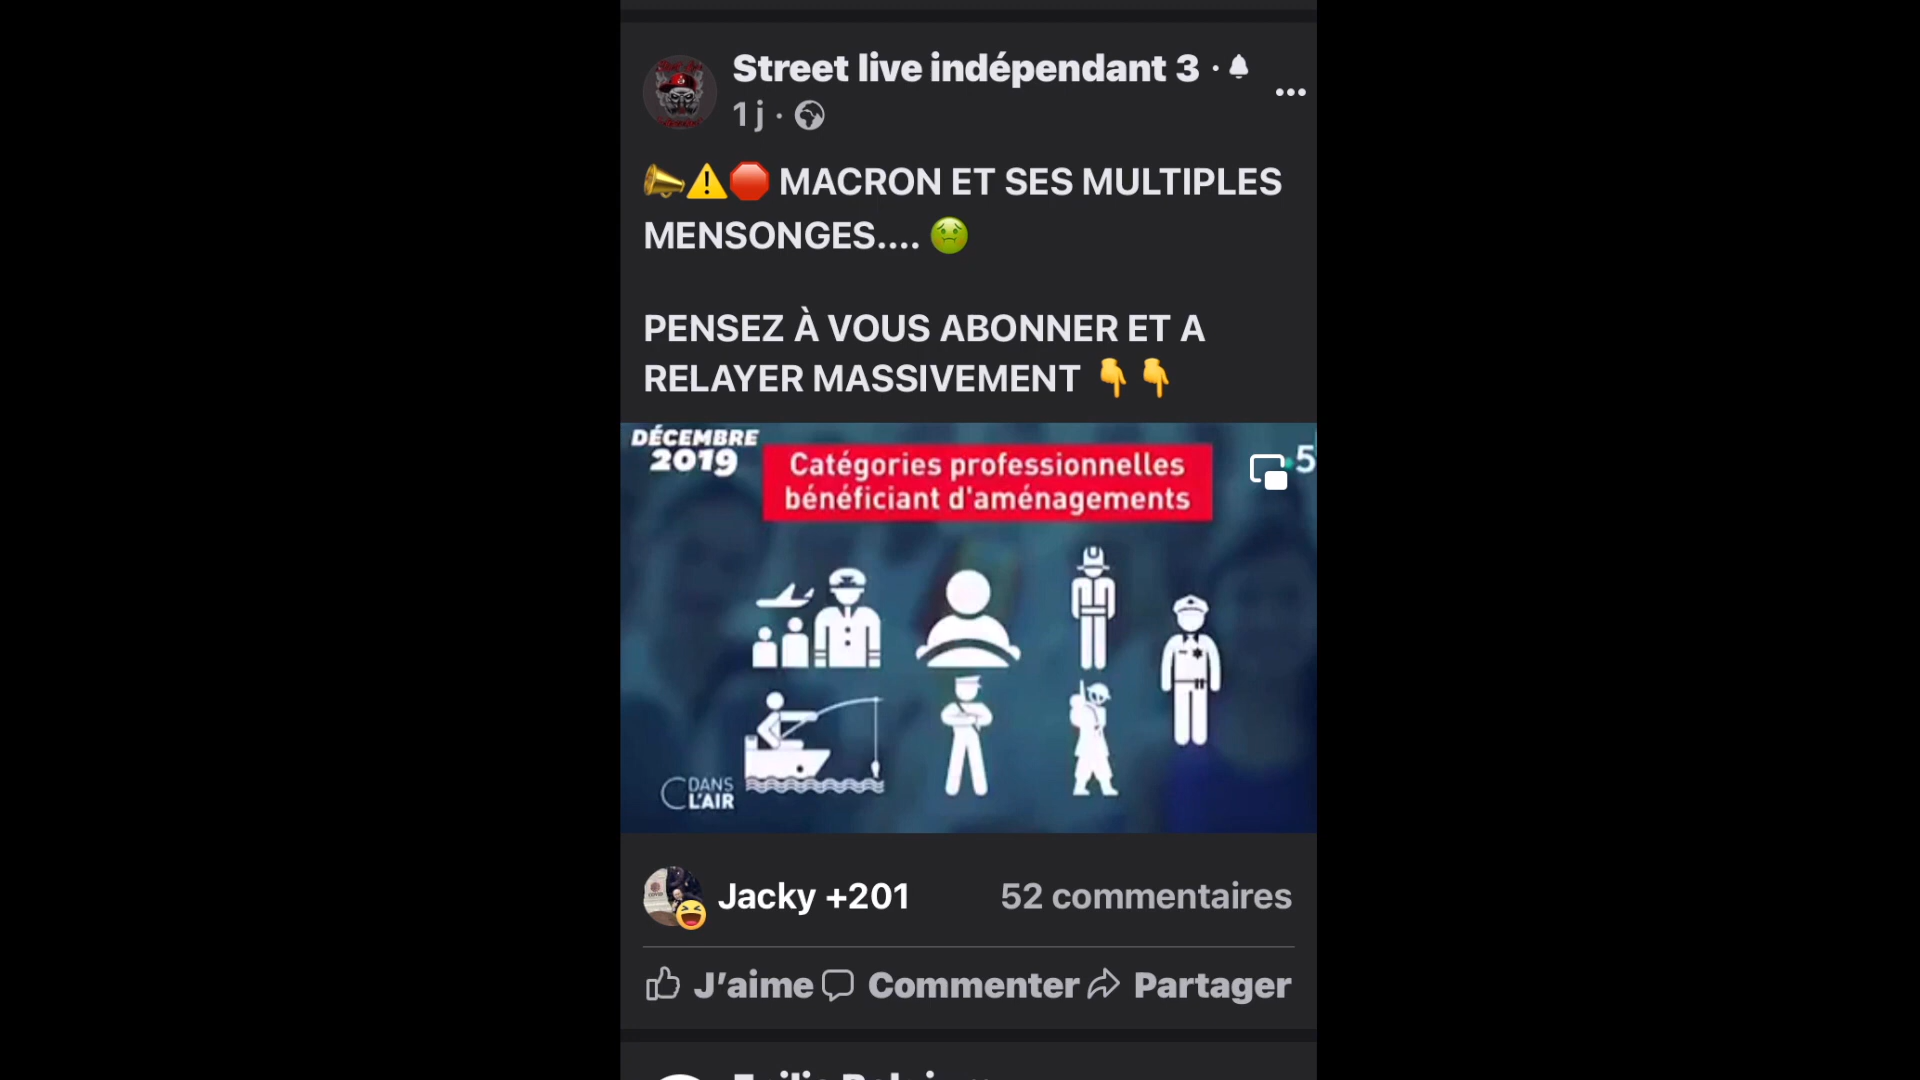 Street live indépendant 3 ·
1 j ·
MACRON ET SES MULTIPLES
MENSONGES....
PENSEZ À VOUS ABONNER ET A
RELAYER MASSIVEMENT
DÉCEMBRE
2019
Catégories professionnelles
bénéficiant d'aménagements
5
C DANS
L'AIR
Jacky +201
52 commentaires
J'aime
Commenter
Partager